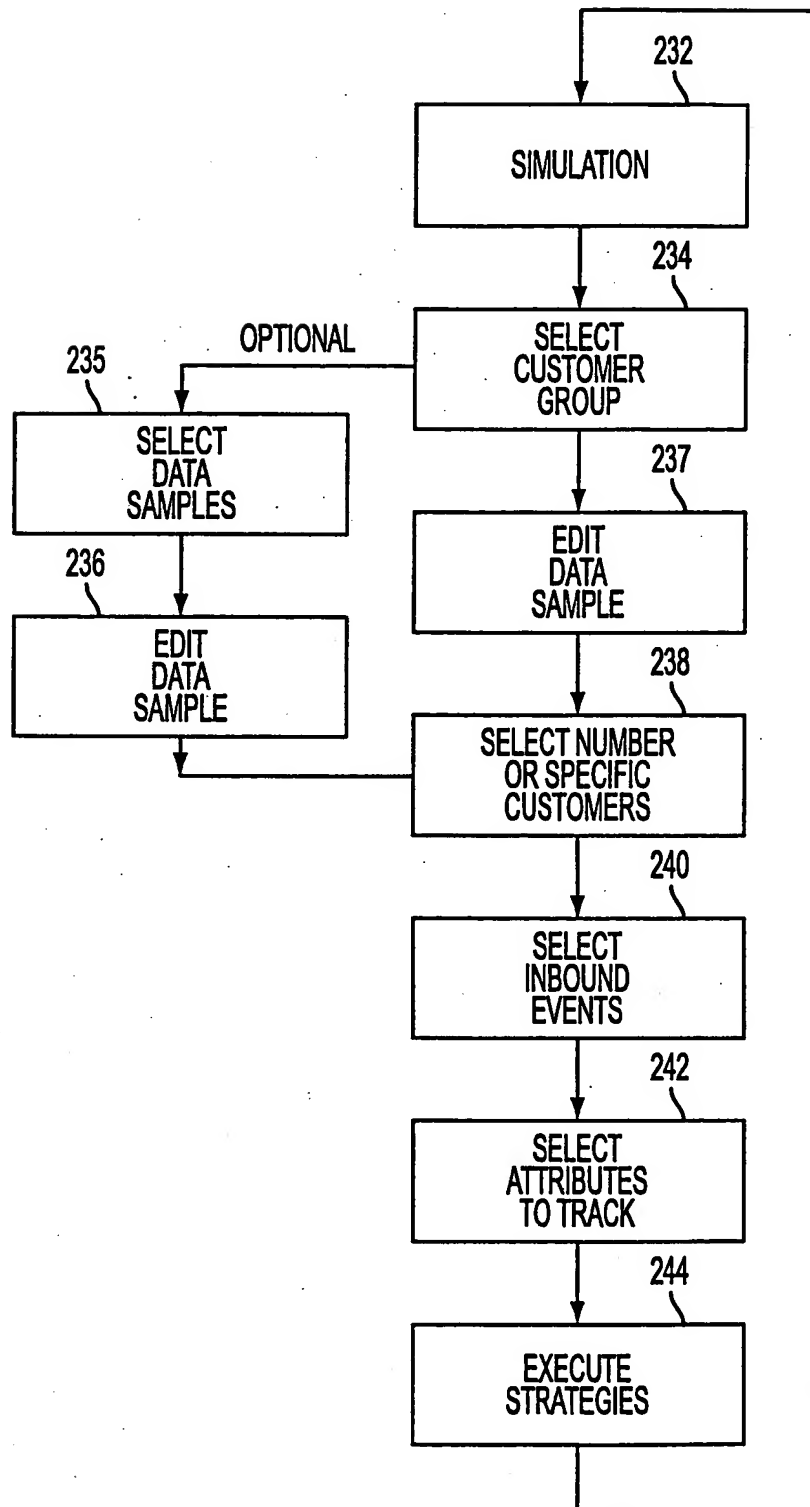 232
SIMULATION
234
SELECT
CUSTOMER
GROUP
OPTIONAL
235
SELECT
DATA
SAMPLES
237
EDIT
DATA
SAMPLE
236
EDIT
DATA
SAMPLE
238
SELECT NUMBER
OR SPECIFIC
CUSTOMERS
240
SELECT
INBOUND
EVENTS
242
SELECT
ATTRIBUTES
TO TRACK
244
EXECUTE
STRATEGIES